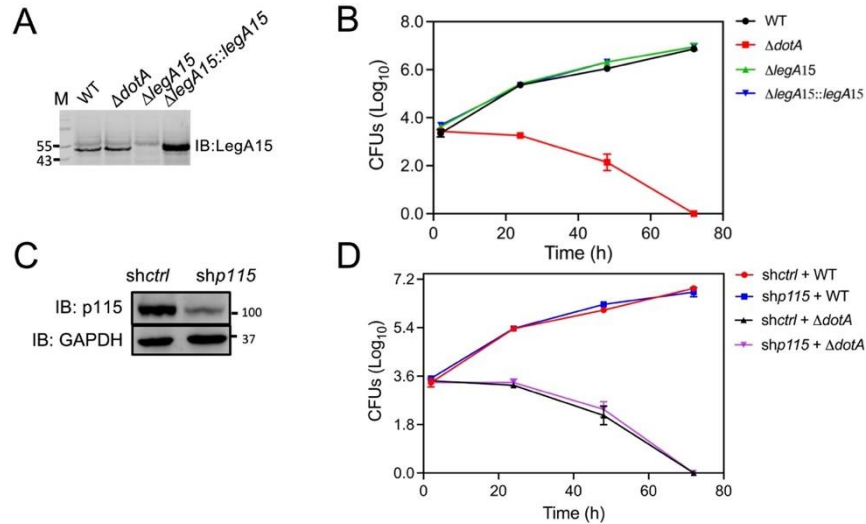 A
M
WT
ΔdotA
ΔlegA15
ΔlegA15::legA15
55
43
IB:LegA15
B
CFUs (Log10)
6.0
4.0
2.0
0.0
0
20
40
60
80
Time (h)
WT
ΔdotA
ΔlegA15
ΔlegA15::legA15
C
shctrl
shp115
IB: p115
100
IB: GAPDH
37
D
CFUs (Log10)
7.2
5.4
3.6
1.8
0.0
0
20
40
60
80
Time (h)
shctrl + WT
shp115 + WT
shctrl + ΔdotA
shp115 + ΔdotA